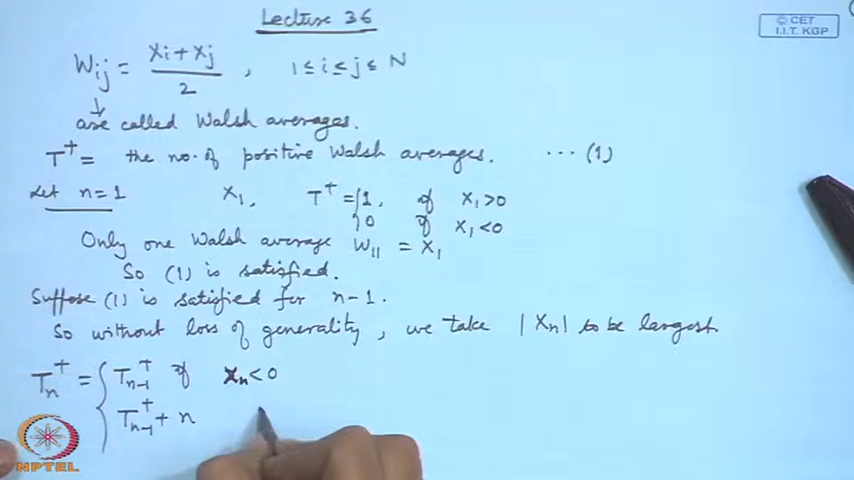 Lecture 36
© CET
I.I.T. KGP
Wij = Xi + Xj / 2 , 1 ≤ i ≤ j ≤ N
are called Walsh averages.
T⁺ = the no. of positive Walsh averages. ... (1)
Let n = 1 X₁, T⁺ = { 1, if X₁ > 0
0 if X₁ < 0
Only one Walsh average W₁₁ = X₁
So (1) is satisfied.
Suppose (1) is satisfied for n-1.
So without loss of generality, we take |Xn| to be largest
Tn⁺ = { Tn-1⁺ if Xn < 0
Tn-1⁺ + n
NPTEL